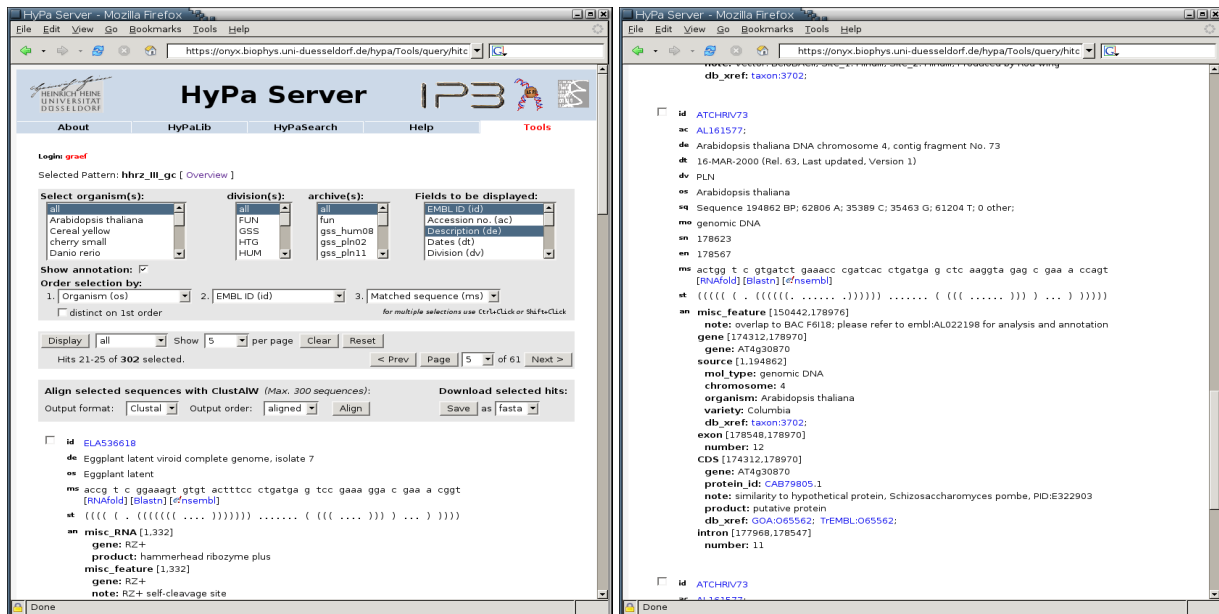 HyPa Server - Mozilla Firefox
File Edit View Go Bookmarks Tools Help
https://onyx.biophys.uni-duesseldorf.de/hypa/Tools/query/hitc
HEINRICH HEINE
UNIVERSITÄT
DÜSSELDORF
HyPa Server
IPB
About HyPaLib HyPaSearch Help Tools
Login: graef
Selected Pattern: hhrz_III_gc [ Overview ]
Select organism(s): division(s): archive(s): Fields to be displayed:
all all all EMBL ID (id)
Arabidopsis thaliana FUN fun Accession no. (ac)
Cereal yellow GSS gss_hum08 Description (de)
cherry small HTG gss_pln02 Dates (dt)
Danio rerio HUM gss_pln11 Division (dv)
Show annotation:
Order selection by:
1. Organism (os) 2. EMBL ID (id) 3. Matched sequence (ms)
distinct on 1st order for multiple selections use Ctrl+Click or Shift+Click
Display all Show 5 per page Clear Reset
Hits 21-25 of 302 selected. < Prev Page 5 of 61 Next >
Align selected sequences with ClustAlW (Max. 300 sequences): Download selected hits:
Output format: Clustal Output order: aligned Align Save as fasta
id ELA536618
de Eggplant latent viroid complete genome, isolate 7
os Eggplant latent
ms accg t c ggaaagt gtgt actttcc ctgatga g tcc gaaa gga c gaa a cggt
[RNAfold] [Blastn] [e!nsembl]
st (((( ( . ((((((( .... ))))))) ....... ( ((( .... ))) ) ... ) ))))
an misc_RNA [1,332]
gene: RZ+
product: hammerhead ribozyme plus
misc_feature [1,332]
gene: RZ+
note: RZ+ self-cleavage site
Done
HyPa Server - Mozilla Firefox
File Edit View Go Bookmarks Tools Help
https://onyx.biophys.uni-duesseldorf.de/hypa/Tools/query/hitc
note: Vector: BeloBACII; Site_1: HindIII; Site_2: HindIII; Produced by Rod Wing
db_xref: taxon:3702;
id ATCHRIV73
ac AL161577;
de Arabidopsis thaliana DNA chromosome 4, contig fragment No. 73
dt 16-MAR-2000 (Rel. 63, Last updated, Version 1)
dv PLN
os Arabidopsis thaliana
sq Sequence 194862 BP; 62806 A; 35389 C; 35463 G; 61204 T; 0 other;
mo genomic DNA
sn 178623
en 178567
ms actgg t c gtgatct gaaacc cgatcac ctgatga g ctc aaggta gag c gaa a ccagt
[RNAfold] [Blastn] [e!nsembl]
st ((((( ( . ((((((. ...... .)))))) ....... ( ((( ...... ))) ) ... ) )))))
an misc_feature [150442,178976]
note: overlap to BAC F6I18; please refer to embl:AL022198 for analysis and annotation
gene [174312,178970]
gene: AT4g30870
source [1,194862]
mol_type: genomic DNA
chromosome: 4
organism: Arabidopsis thaliana
variety: Columbia
db_xref: taxon:3702;
exon [178548,178970]
number: 12
CDS [174312,178970]
gene: AT4g30870
protein_id: CAB79805.1
note: similarity to hypothetical protein, Schizosaccharomyces pombe, PID:E322903
product: putative protein
db_xref: GOA:O65562; TrEMBL:O65562;
intron [177968,178547]
number: 11
id ATCHRIV73
ac AL161577;
Done